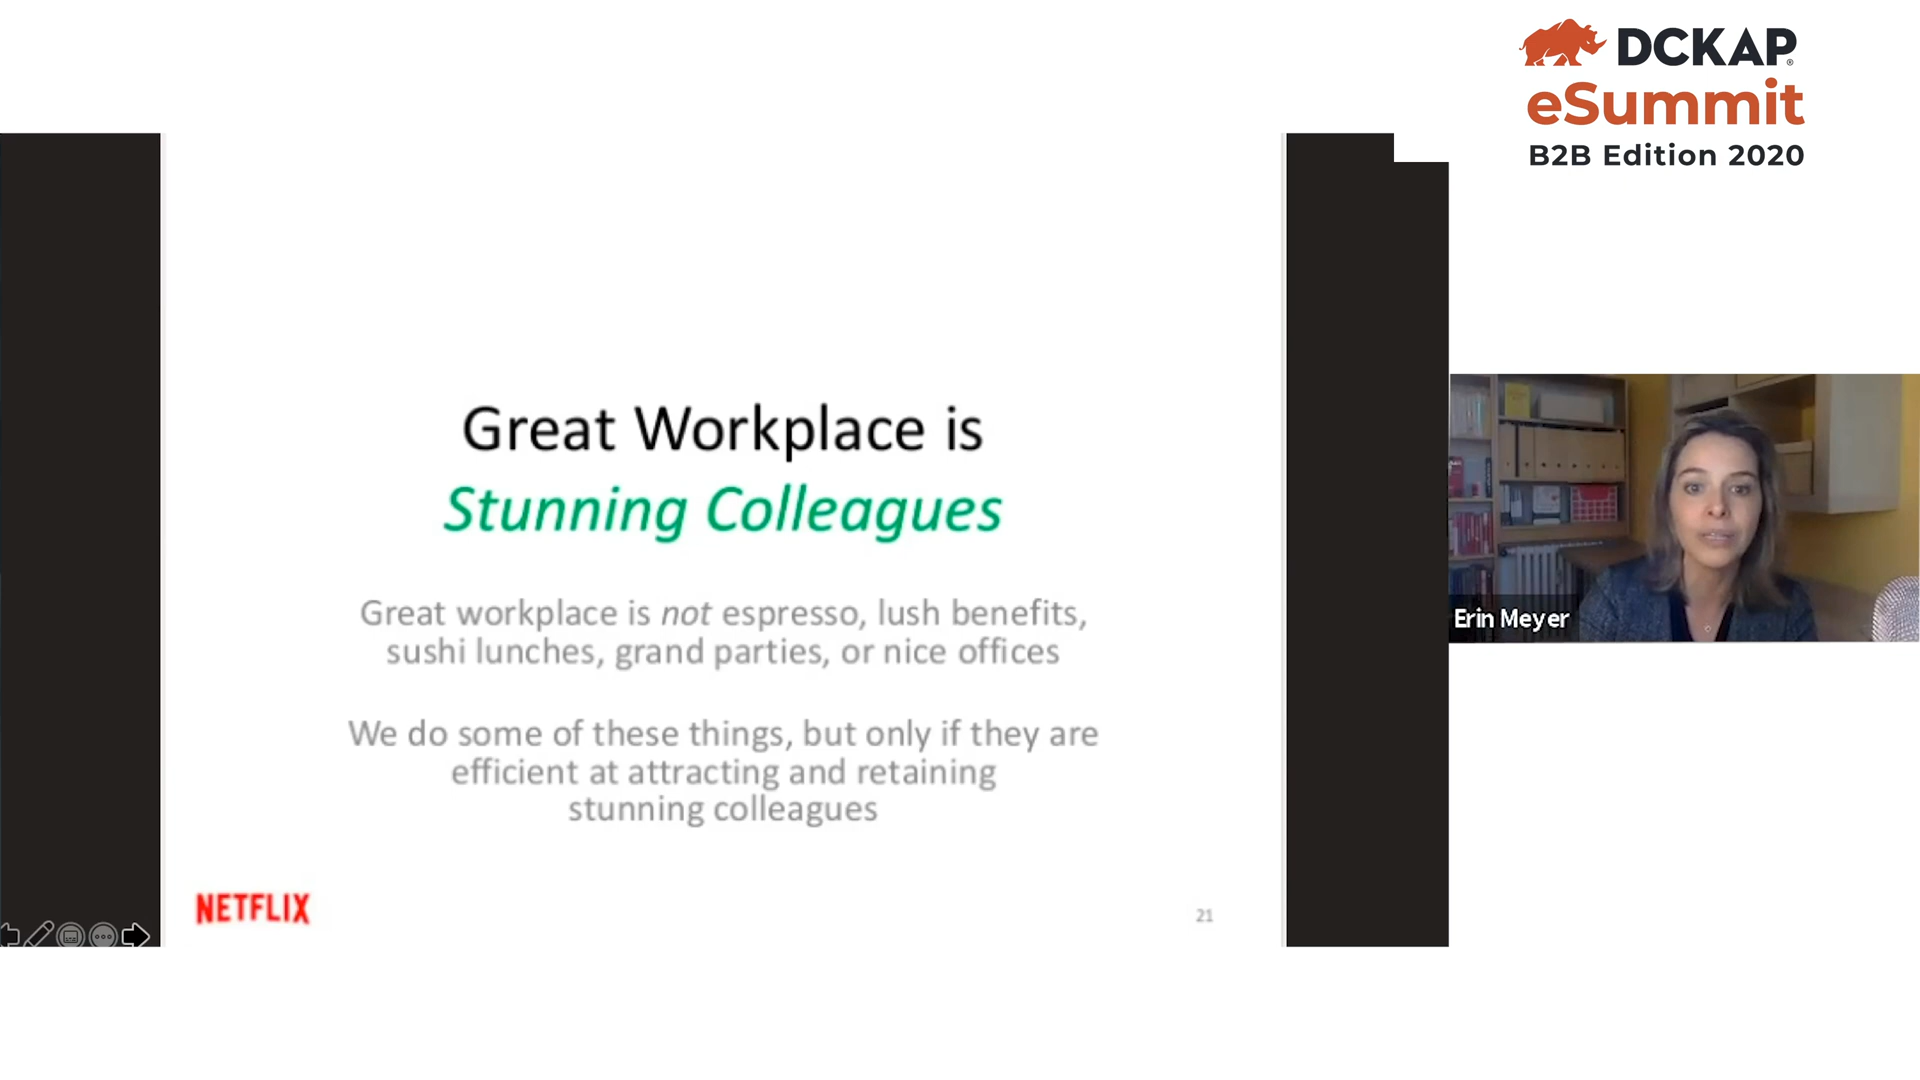 DCKAP®
eSummit
B2B Edition 2020
Great Workplace is
Stunning Colleagues
Great workplace is not espresso, lush benefits,
sushi lunches, grand parties, or nice offices
We do some of these things, but only if they are
efficient at attracting and retaining
stunning colleagues
NETFLIX
21
Erin Meyer